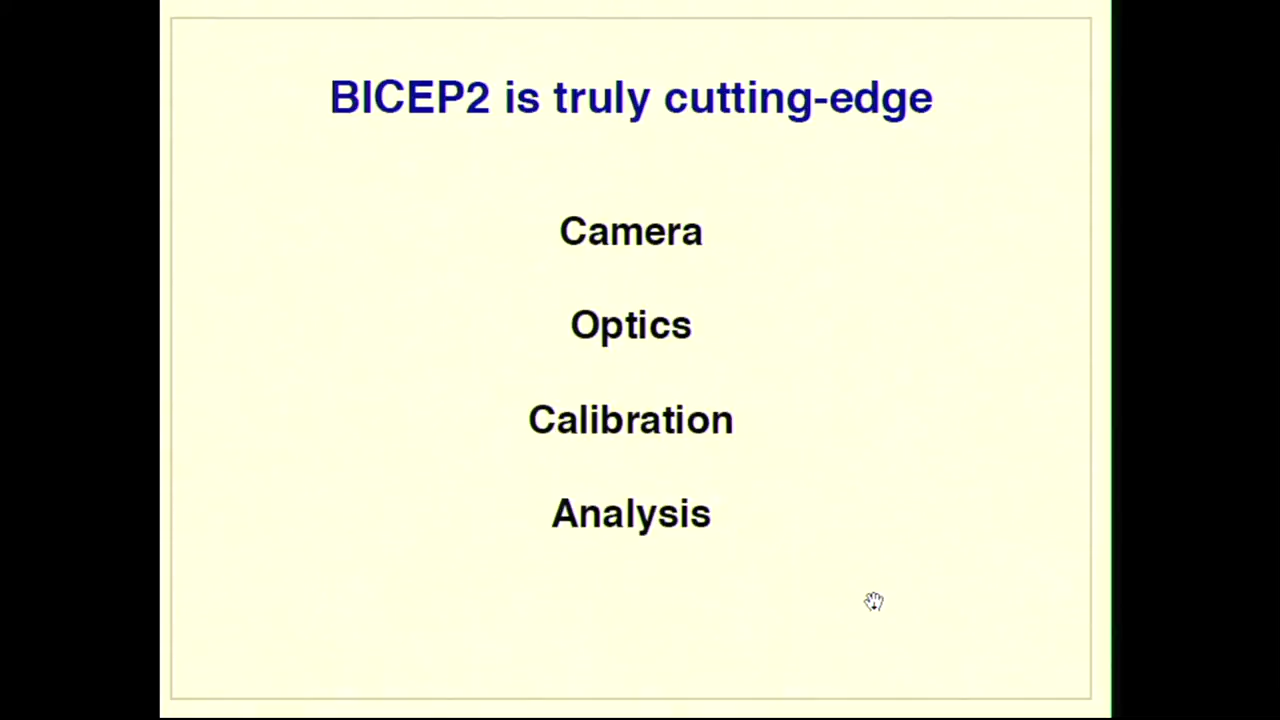 BICEP2 is truly cutting-edge
Camera
Optics
Calibration
Analysis